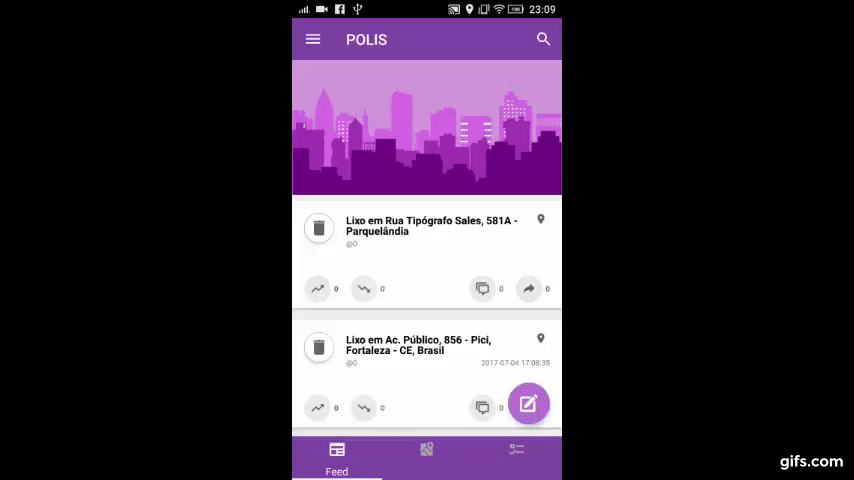 23:09
POLIS
Lixo em Rua Tipógrafo Sales, 581A -
Parquelândia
@0
0 0 0 0
Lixo em Ac. Público, 856 - Pici,
Fortaleza - CE, Brasil
@0 2017-07-04 17:08:35
0 0 0
Feed
gifs.com